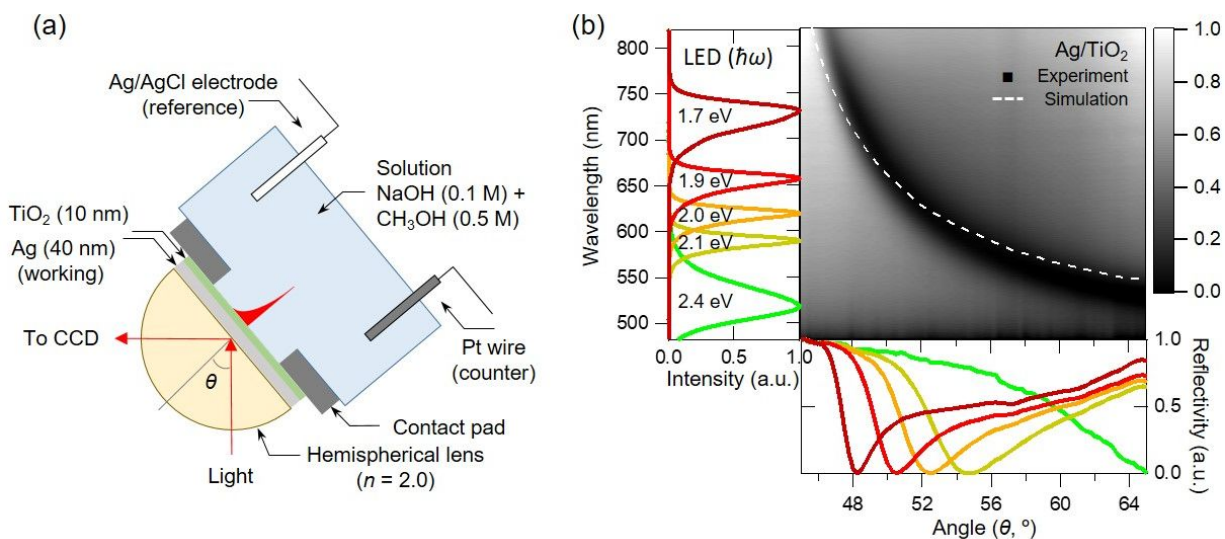 (a)
Ag/AgCl electrode
(reference)
Solution
NaOH (0.1 M) +
CH₃OH (0.5 M)
TiO₂ (10 nm)
Ag (40 nm)
(working)
To CCD
θ
Pt wire
(counter)
Contact pad
Hemispherical lens
(n = 2.0)
Light
(b)
LED (ħω)
Ag/TiO₂
Experiment
Simulation
800
750
700
650
600
550
500
Wavelength (nm)
1.7 eV
1.9 eV
2.0 eV
2.1 eV
2.4 eV
0.0 0.5 1.0
Intensity (a.u.)
1.0
0.8
0.6
0.4
0.2
0.0
1.0
0.5
0.0
Reflectivity (a.u.)
48 52 56 60 64
Angle (θ, º)